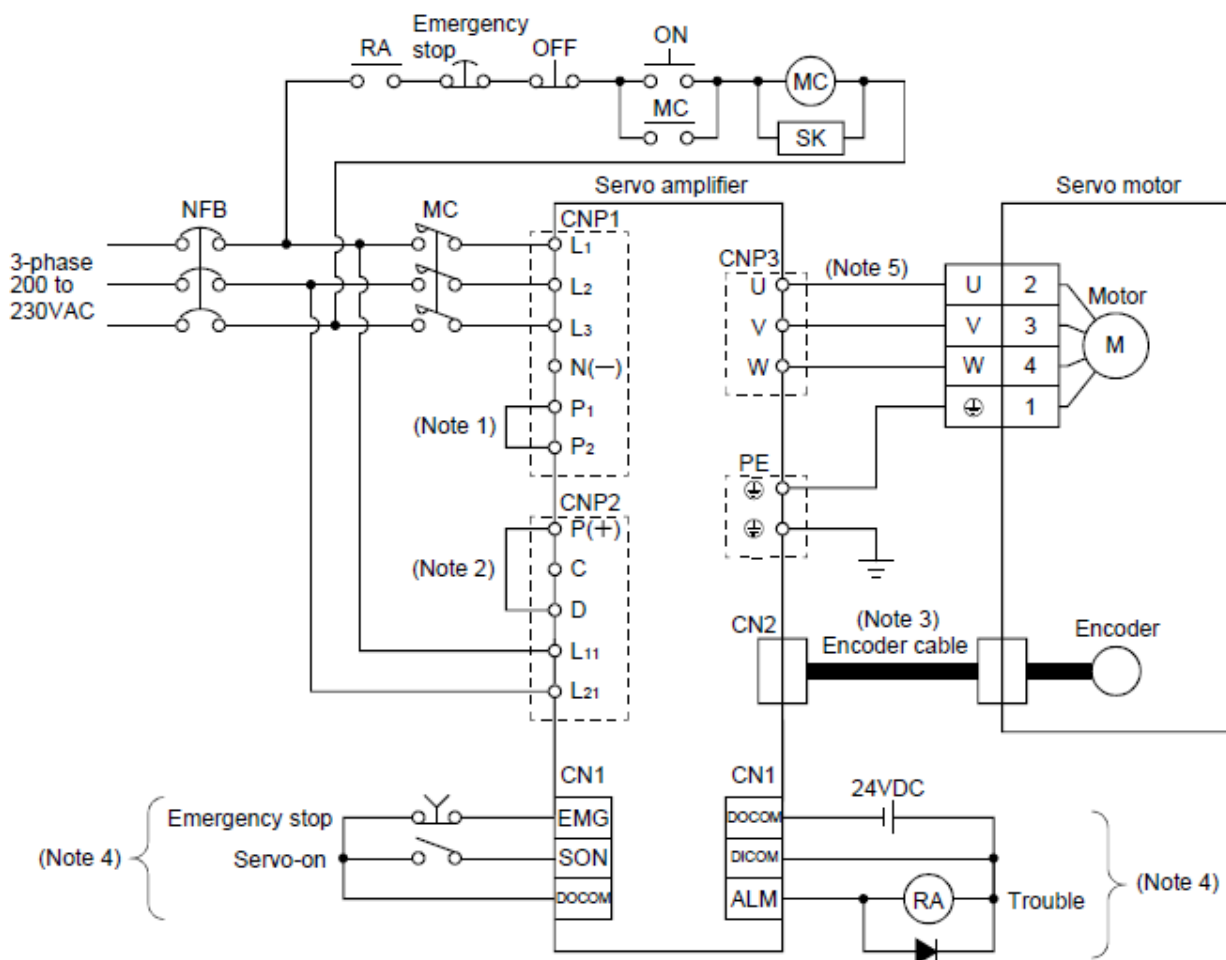 Emergency
stop
RA
OFF
ON
MC
MC
SK
Servo amplifier
Servo motor
NFB
MC
CNP1
3-phase
200 to
230VAC
L1
L2
L3
N(—)
P1
P2
(Note 1)
CNP3
U
V
W
(Note 5)
U 2
V 3
W 4
1
Motor
M
PE
CNP2
P(+)
C
D
L11
L21
(Note 2)
CN2
(Note 3)
Encoder cable
Encoder
CN1
Emergency stop
EMG
Servo-on
SON
DOCOM
(Note 4)
CN1
24VDC
DOCOM
DICOM
ALM
RA
Trouble
(Note 4)